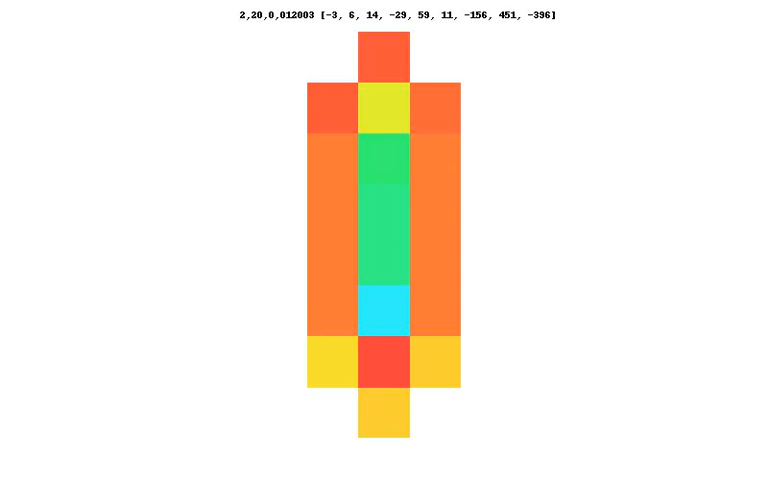 2,20,0,012003 [-3, 6, 14, -29, 59, 11, -156, 451, -396]